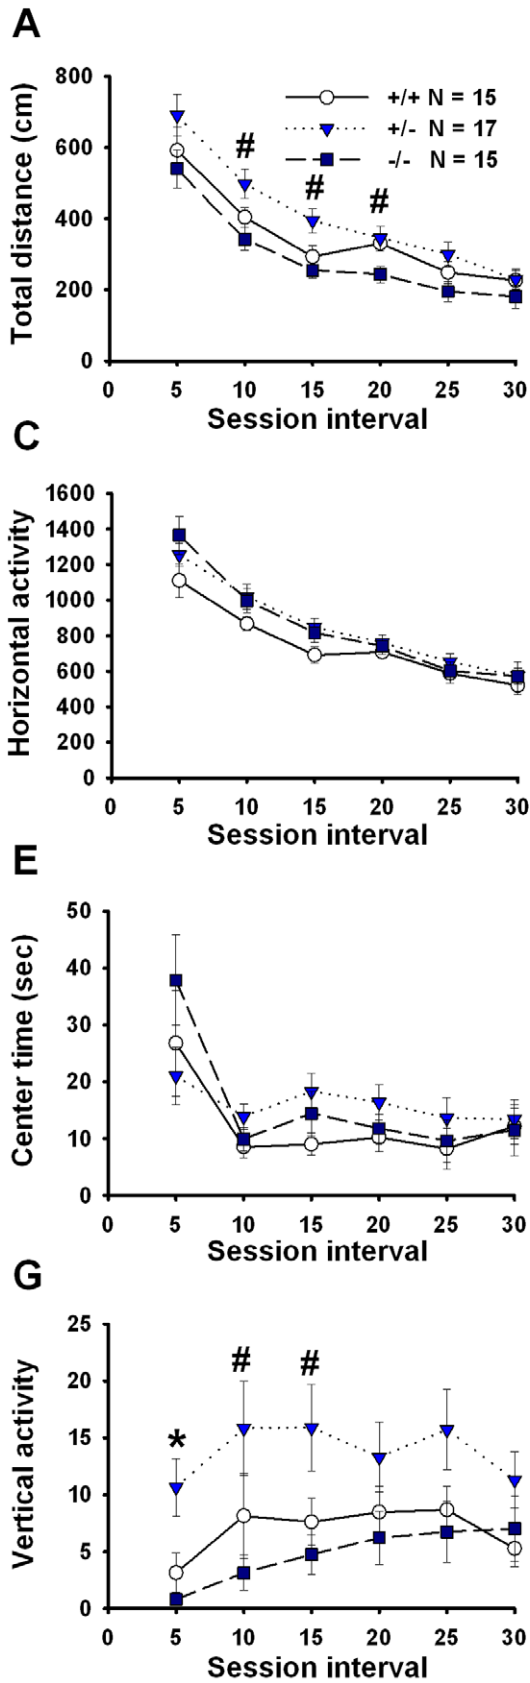 A
Total distance (cm)
800
600
400
200
0
+/+ N = 15
+/- N = 17
-/- N = 15
#
#
#
0 5 10 15 20 25 30
Session interval
C
Horizontal activity
1600
1400
1200
1000
800
600
400
200
0
0 5 10 15 20 25 30
Session interval
E
Center time (sec)
50
40
30
20
10
0
0 5 10 15 20 25 30
Session interval
G
Vertical activity
25
20
15
10
5
0
*
#
#
0 5 10 15 20 25 30
Session interval